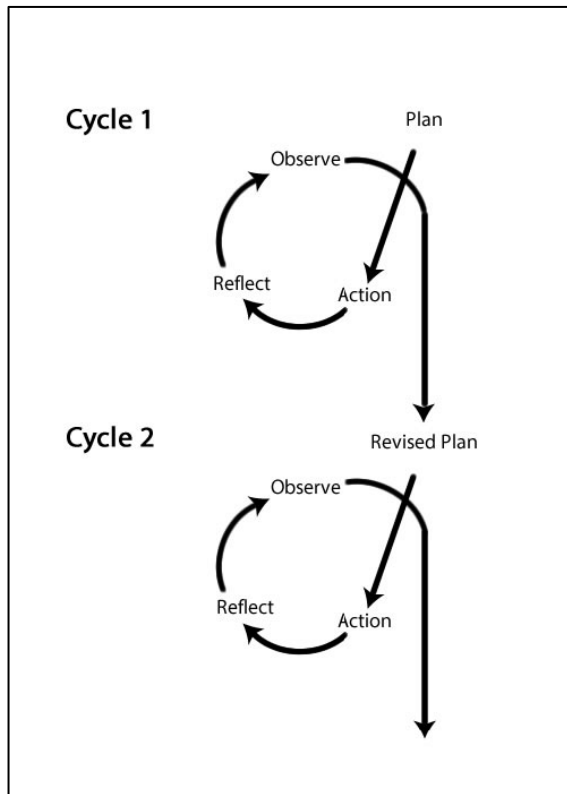 Cycle 1
Plan
Observe
Reflect
Action
Cycle 2
Revised Plan
Observe
Reflect
Action